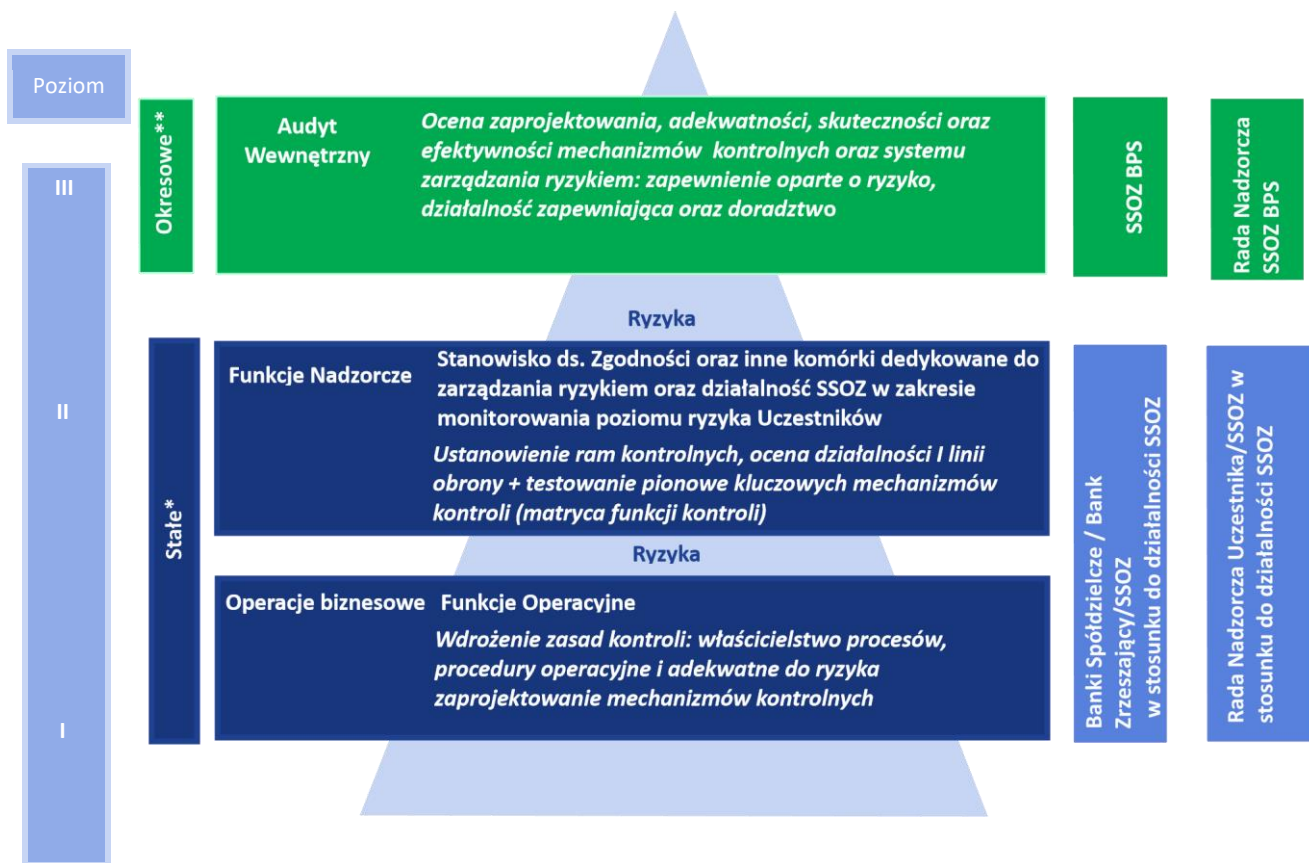 Poziom
III
II
I
Okresowe**
Audyt
Wewnętrzny
Ocena zaprojektowania, adekwatności, skuteczności oraz
efektywności mechanizmów kontrolnych oraz systemu
zarządzania ryzykiem: zapewnienie oparte o ryzyko,
działalność zapewniająca oraz doradztwo
SSOZ BPS
Rada Nadzorcza
SSOZ BPS
Ryzyka
Stałe*
Funkcje Nadzorcze
Stanowisko ds. Zgodności oraz inne komórki dedykowane do
zarządzania ryzykiem oraz działalność SSOZ w zakresie
monitorowania poziomu ryzyka Uczestników
Ustanowienie ram kontrolnych, ocena działalności I linii
obrony + testowanie pionowe kluczowych mechanizmów
kontroli (matryca funkcji kontroli)
Ryzyka
Operacje biznesowe
Funkcje Operacyjne
Wdrożenie zasad kontroli: właścicielstwo procesów,
procedury operacyjne i adekwatne do ryzyka
zaprojektowanie mechanizmów kontrolnych
Banki Spółdzielcze / Bank
Zrzeszający/SSOZ
w stosunku do działalności SSOZ
Rada Nadzorcza Uczestnika/SSOZ w
stosunku do działalności SSOZ